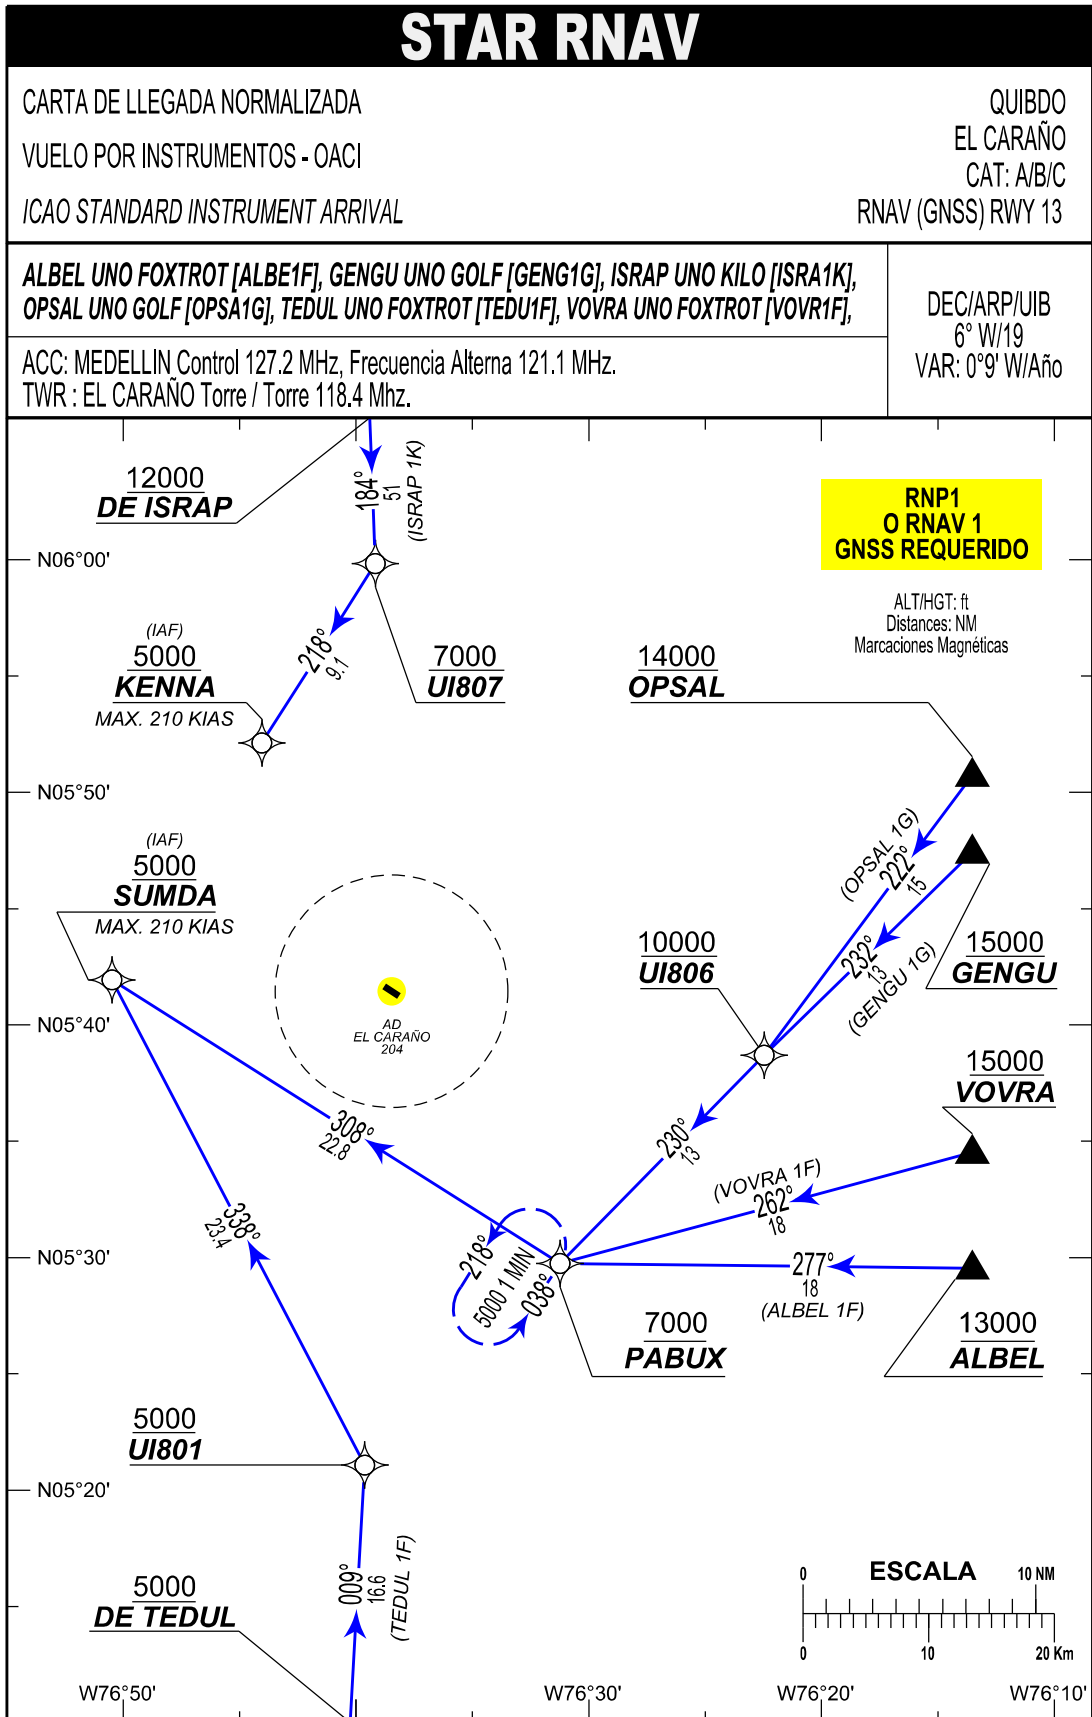 STAR RNAV
CARTA DE LLEGADA NORMALIZADA
VUELO POR INSTRUMENTOS - OACI
ICAO STANDARD INSTRUMENT ARRIVAL
QUIBDO
EL CARAÑO
CAT: A/B/C
RNAV (GNSS) RWY 13
ALBEL UNO FOXTROT [ALBE1F], GENGU UNO GOLF [GENG1G], ISRAP UNO KILO [ISRA1K],
OPSAL UNO GOLF [OPSA1G], TEDUL UNO FOXTROT [TEDU1F], VOVRA UNO FOXTROT [VOVR1F],
DEC/ARP/UIB
6° W/19
VAR: 0°9' W/Año
ACC: MEDELLIN Control 127.2 MHz, Frecuencia Alterna 121.1 MHz.
TWR : EL CARAÑO Torre / Torre 118.4 Mhz.
12000
DE ISRAP
184°
51
(ISRAP 1K)
RNP1
O RNAV 1
GNSS REQUERIDO
N06°00'
ALT/HGT: ft
Distances: NM
Marcaciones Magnéticas
(IAF)
5000
KENNA
MAX. 210 KIAS
218°
9.1
7000
UI807
14000
OPSAL
N05°50'
(IAF)
5000
SUMDA
MAX. 210 KIAS
(OPSAL 1G)
222°
15
232°
13
(GENGU 1G)
10000
UI806
15000
GENGU
AD
EL CARAÑO
204
N05°40'
15000
VOVRA
308°
22.8
230°
13
(VOVRA 1F)
262°
18
338°
23.4
N05°30'
218°
5000 1 MIN
038°
277°
18
(ALBEL 1F)
7000
PABUX
13000
ALBEL
5000
UI801
N05°20'
009°
16.6
(TEDUL 1F)
5000
DE TEDUL
0
ESCALA
10 NM
0
10
20 Km
W76°50'
W76°30'
W76°20'
W76°10'